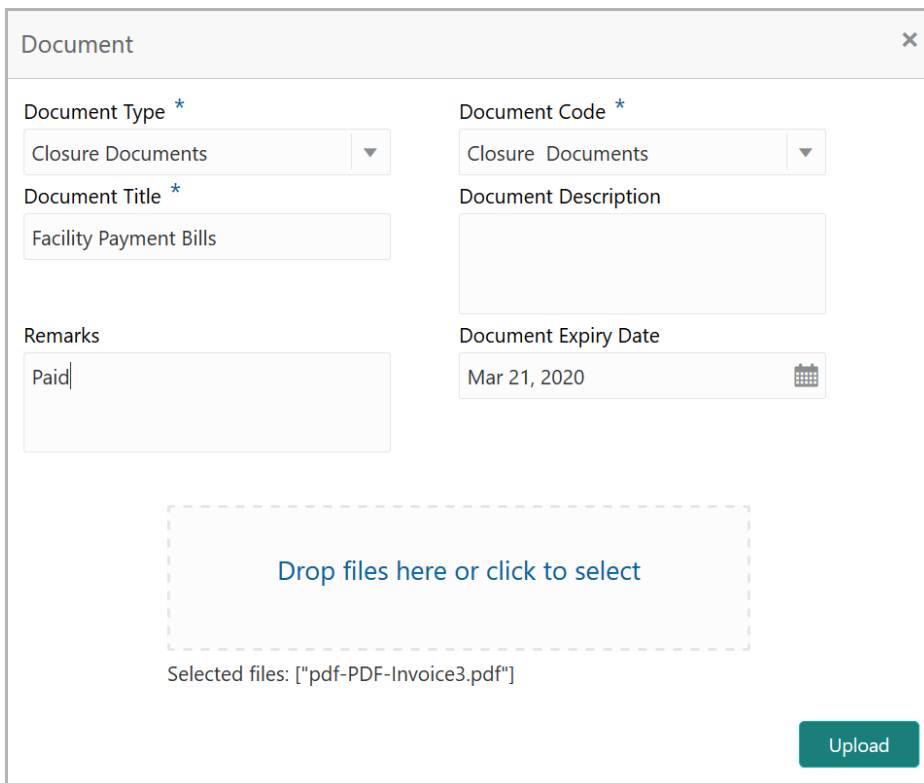 Document ×
Document Type * Document Code *
Closure Documents Closure  Documents
Document Title * Document Description
Facility Payment Bills
Remarks Document Expiry Date
Paid Mar 21, 2020
Drop files here or click to select
Selected files: ["pdf-PDF-Invoice3.pdf"]
Upload